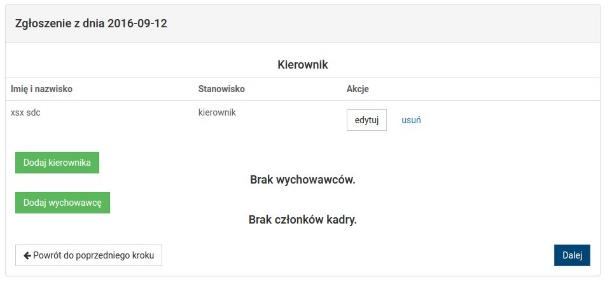 Zgłoszenie z dnia 2016-09-12
Kierownik
Imię i nazwisko Stanowisko Akcje
xsx sdc kierownik edytuj usuń
Dodaj kierownika
Brak wychowawców.
Dodaj wychowawcę
Brak członków kadry.
← Powrót do poprzedniego kroku Dalej